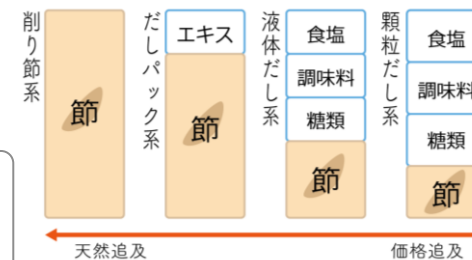 削り節系
節
だしパック系
エキス
節
液体だし系
食塩
調味料
糖類
節
顆粒だし系
食塩
調味料
糖類
節
天然追及
価格追及